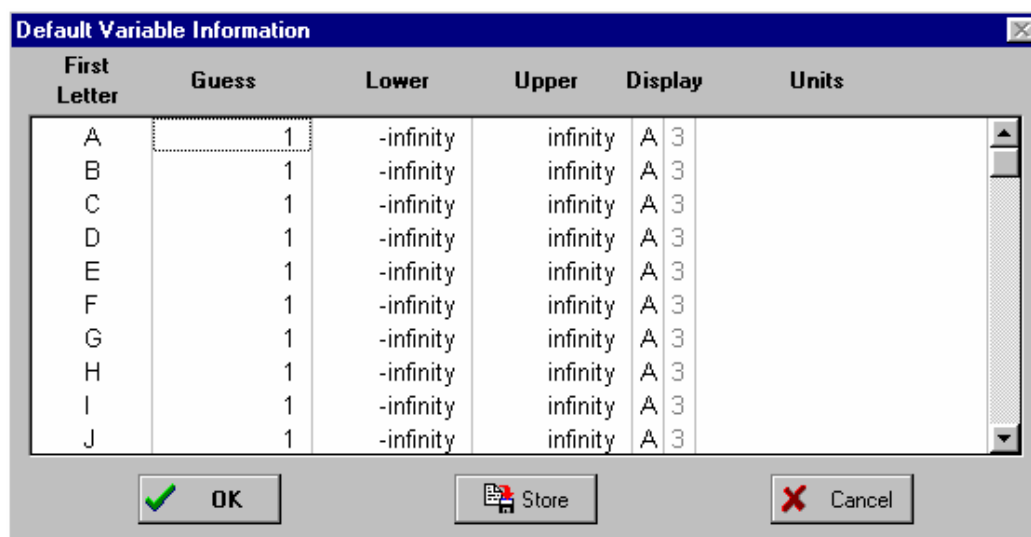 Default Variable Information
First Letter Guess Lower Upper Display Units
A 1 -infinity infinity A 3
B 1 -infinity infinity A 3
C 1 -infinity infinity A 3
D 1 -infinity infinity A 3
E 1 -infinity infinity A 3
F 1 -infinity infinity A 3
G 1 -infinity infinity A 3
H 1 -infinity infinity A 3
I 1 -infinity infinity A 3
J 1 -infinity infinity A 3
OK Store Cancel